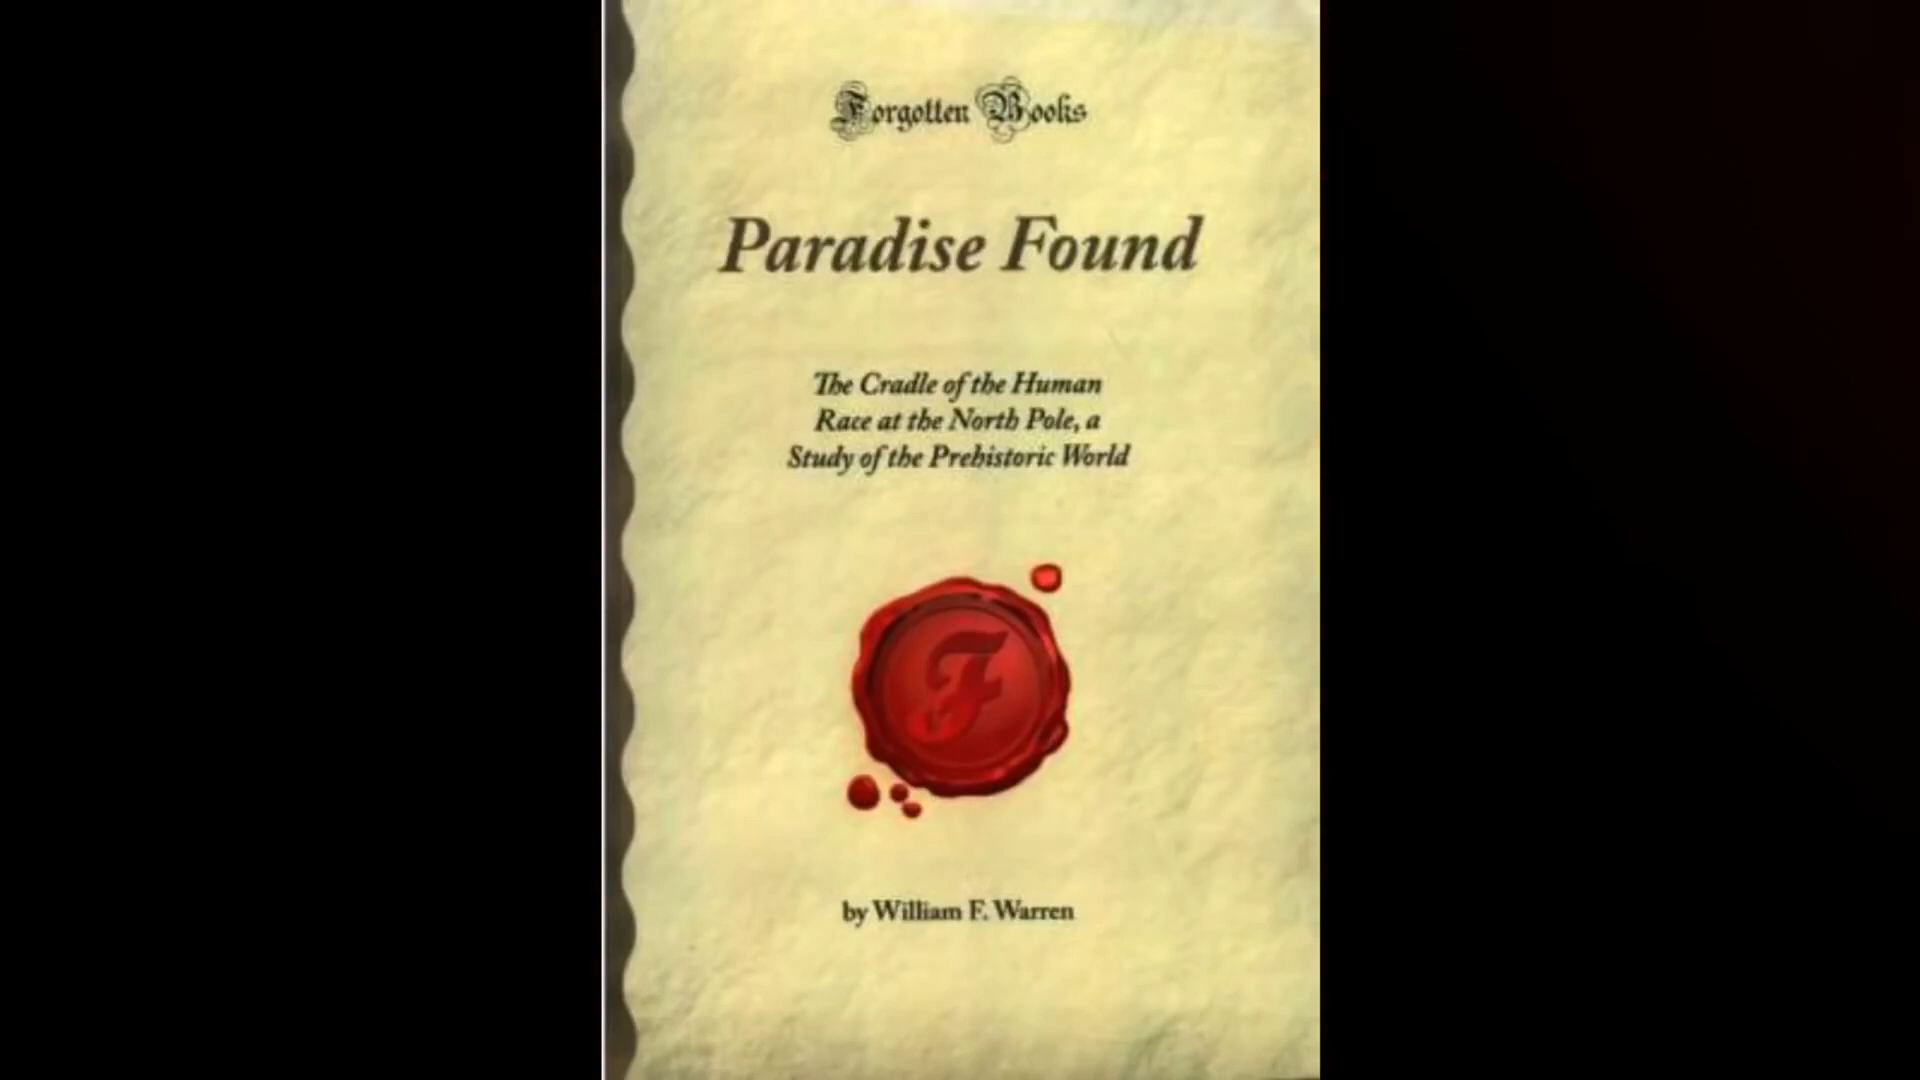 Forgotten Books
Paradise Found
The Cradle of the Human
Race at the North Pole, a
Study of the Prehistoric World
F
by William F. Warren